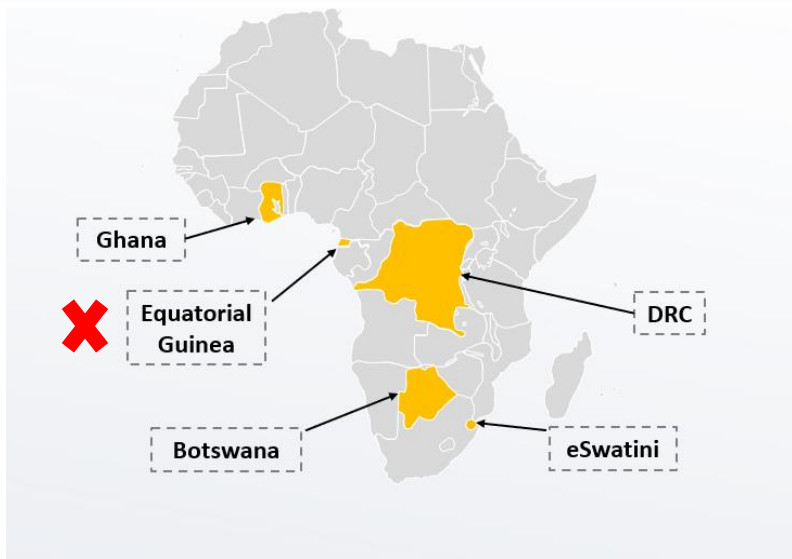 Ghana
Equatorial
Guinea
DRC
Botswana
eSwatini